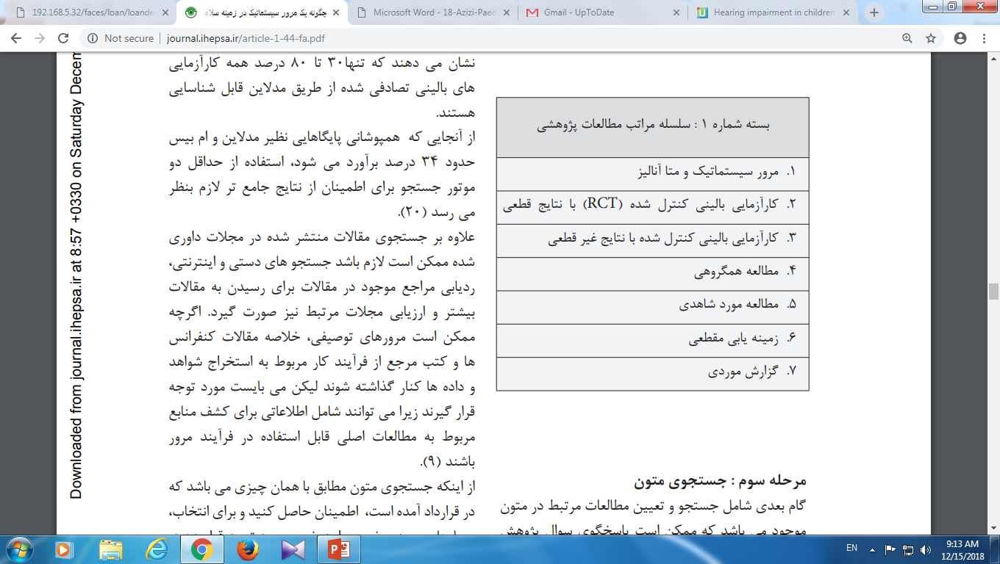 192.168.5.32/faces/loan/loande
چگونه یک مرور سیستماتیک در زمینه سلامت
Microsoft Word - 18-Azizi-Paee
Gmail - UpToDate
Hearing impairment in children
Not secure
journal.ihepsa.ir/article-1-44-fa.pdf
Downloaded from journal.ihepsa.ir at 8:57 +0330 on Saturday Decem
بسته شماره ۱ : سلسله مراتب مطالعات پژوهشی
۱. مرور سیستماتیک و متا آنالیز
۲. کارآزمایی بالینی کنترل شده (RCT) با نتایج قطعی
۳. کارآزمایی بالینی کنترل شده با نتایج غیر قطعی
۴. مطالعه همگروهی
۵. مطالعه مورد شاهدی
۶. زمینه یابی مقطعی
۷. گزارش موردی
مرحله سوم : جستجوی متون
گام بعدی شامل جستجو و تعیین مطالعات مرتبط در متون
موجود می باشد که ممکن است پاسخگوی سوال پژوهش
نشان می دهند که تنها۳۰ تا ۸۰ درصد همه کارآزمایی
های بالینی تصادفی شده از طریق مدلاین قابل شناسایی
هستند.
از آنجایی که همپوشانی پایگاهایی نظیر مدلاین و ام بیس
حدود ۳۴ درصد برآورد می شود، استفاده از حداقل دو
موتور جستجو برای اطمینان از نتایج جامع تر لازم بنظر
می رسد (۲۰).
علاوه بر جستجوی مقالات منتشر شده در مجلات داوری
شده ممکن است لازم باشد جستجو های دستی و اینترنتی،
ردیابی مراجع موجود در مقالات برای رسیدن به مقالات
بیشتر و ارزیابی مجلات مرتبط نیز صورت گیرد. اگرچه
ممکن است مرورهای توصیفی، خلاصه مقالات کنفرانس
ها و کتب مرجع از فرآیند کار مربوط به استخراج شواهد
و داده ها کنار گذاشته شوند لیکن می بایست مورد توجه
قرار گیرند زیرا می توانند شامل اطلاعاتی برای کشف منابع
مربوط به مطالعات اصلی قابل استفاده در فرآیند مرور
باشند (۹).
از اینکه جستجوی متون مطابق با همان چیزی می باشد که
در قرارداد آمده است، اطمینان حاصل کنید و برای انتخاب،
EN
9:13 AM
12/15/2018